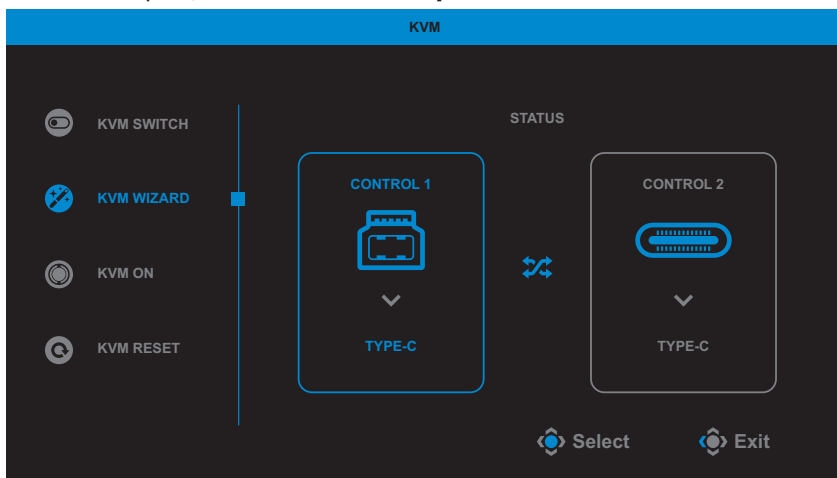 KVM
KVM SWITCH
KVM WIZARD
KVM ON
KVM RESET
STATUS
CONTROL 1
TYPE-C
CONTROL 2
TYPE-C
Select
Exit